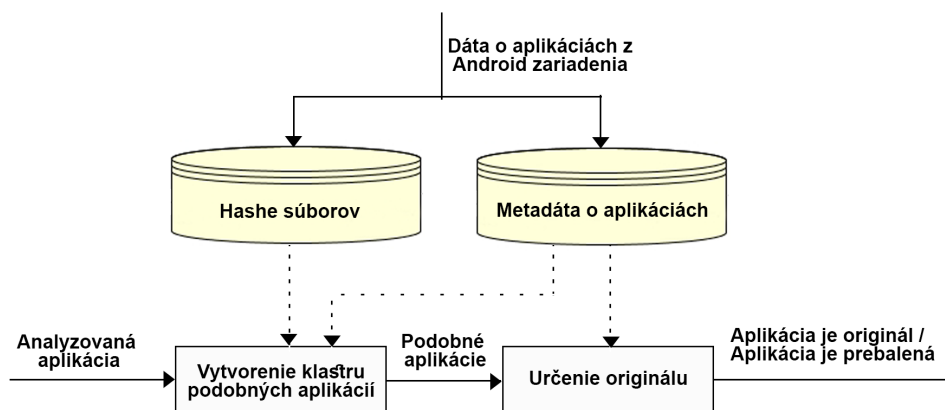 Dáta o aplikáciách z
Android zariadenia
Hashe súborov
Metadáta o aplikáciách
Analyzovaná
aplikácia
Vytvorenie klastru
podobných aplikácií
Podobné
aplikácie
Určenie originálu
Aplikácia je originál /
Aplikácia je prebalená